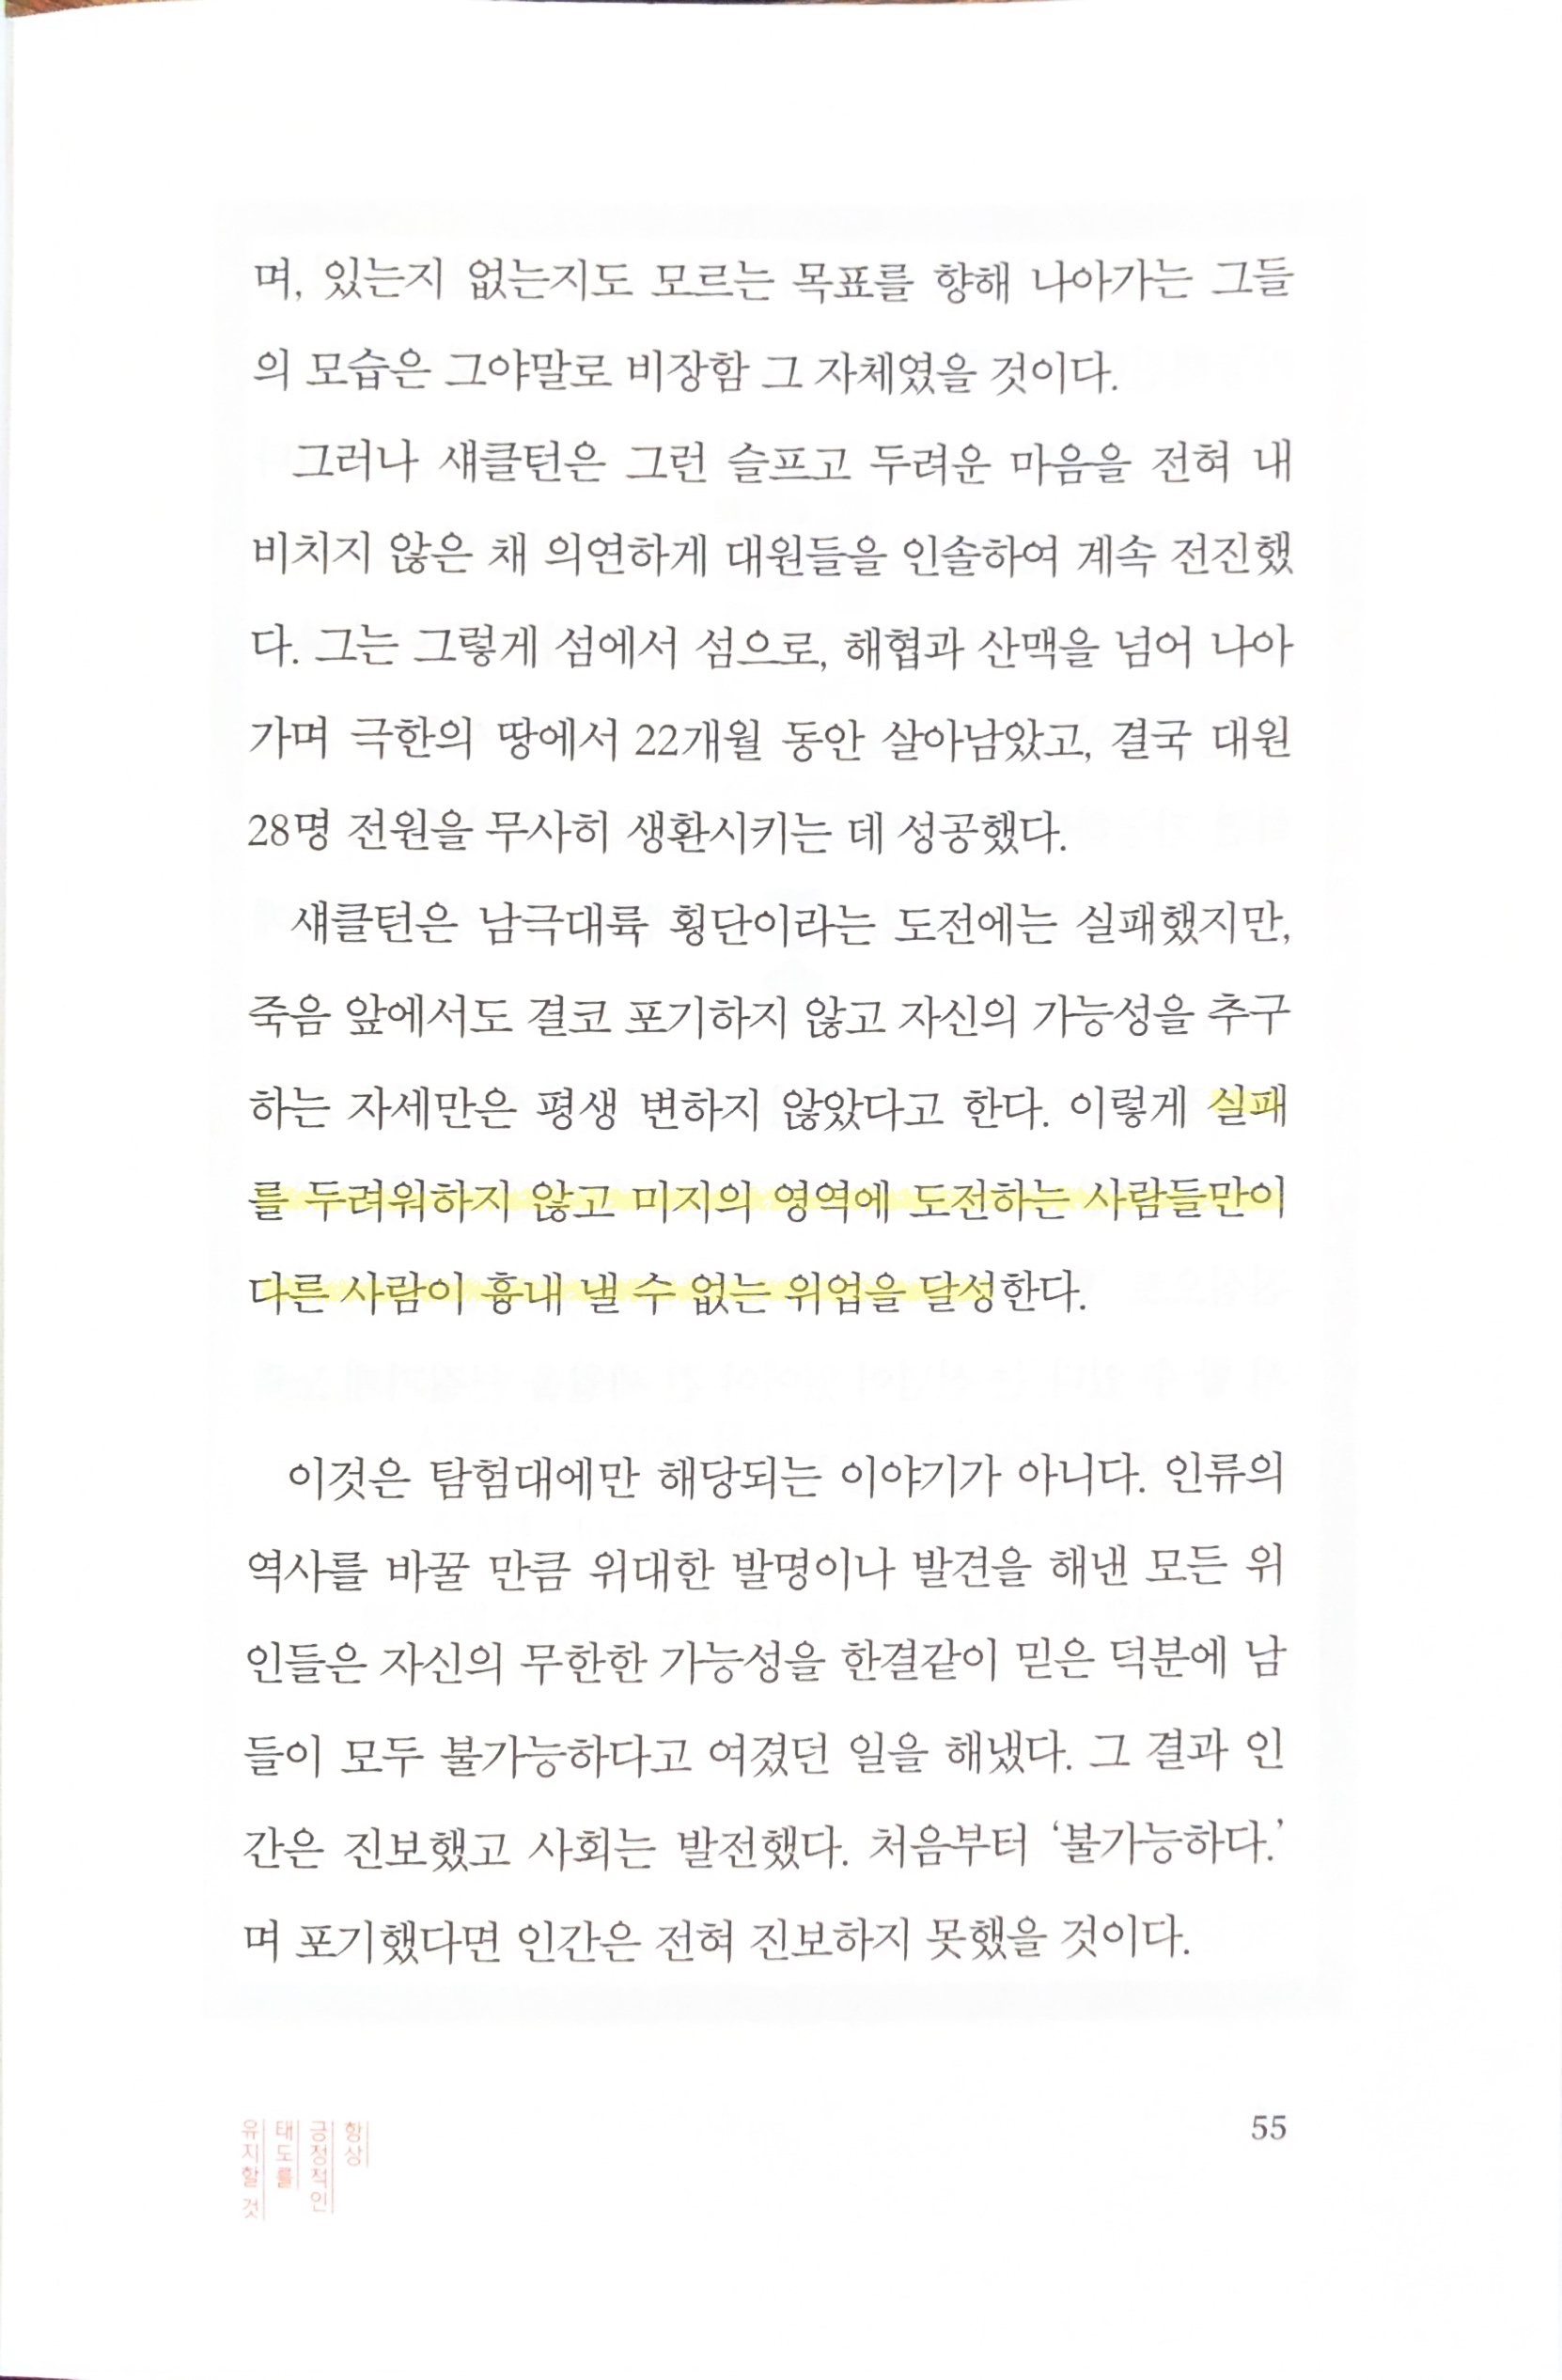 며, 있는지 없는지도 모르는 목표를 향해 나아가는 그들
의 모습은 그야말로 비장함 그 자체였을 것이다.
그러나 섀클턴은 그런 슬프고 두려운 마음을 전혀 내
비치지 않은 채 의연하게 대원들을 인솔하여 계속 전진했
다. 그는 그렇게 섬에서 섬으로, 해협과 산맥을 넘어 나아
가며 극한의 땅에서 22개월 동안 살아남았고, 결국 대원
28명 전원을 무사히 생환시키는 데 성공했다.
섀클턴은 남극대륙 횡단이라는 도전에는 실패했지만,
죽음 앞에서도 결코 포기하지 않고 자신의 가능성을 추구
하는 자세만은 평생 변하지 않았다고 한다. 이렇게 실패
를 두려워하지 않고 미지의 영역에 도전하는 사람들만이
다른 사람이 흉내 낼 수 없는 위업을 달성한다.
이것은 탐험대에만 해당되는 이야기가 아니다. 인류의
역사를 바꿀 만큼 위대한 발명이나 발견을 해낸 모든 위
인들은 자신의 무한한 가능성을 한결같이 믿은 덕분에 남
들이 모두 불가능하다고 여겼던 일을 해냈다. 그 결과 인
간은 진보했고 사회는 발전했다. 처음부터 ‘불가능하다.’
며 포기했다면 인간은 전혀 진보하지 못했을 것이다.
항상
긍정적인
태도를
유지할 것
55